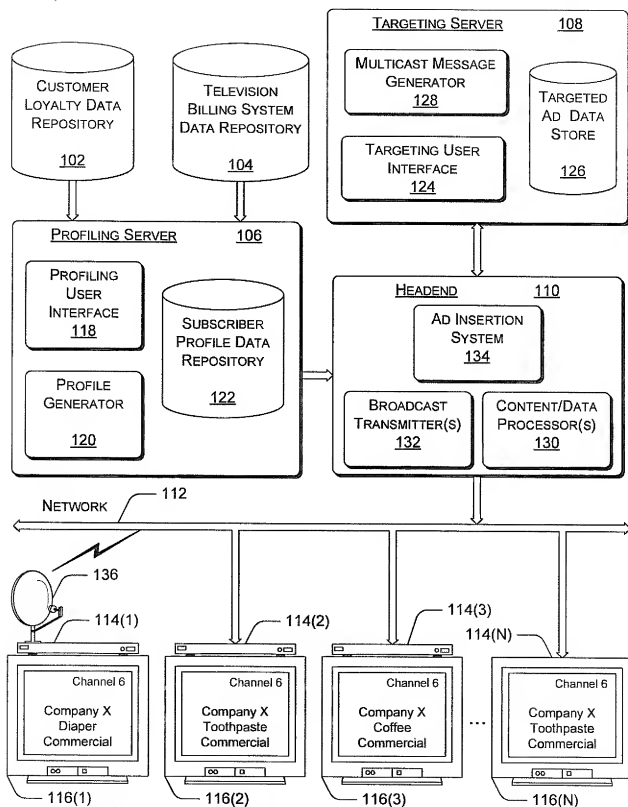 CUSTOMER
LOYALTY DATA
REPOSITORY
102
TELEVISION
BILLING SYSTEM
DATA REPOSITORY
104
TARGETING SERVER 108
MULTICAST MESSAGE
GENERATOR
128
TARGETING USER
INTERFACE
124
TARGETED
AD DATA
STORE
126
PROFILING SERVER 106
PROFILING
USER
INTERFACE
118
PROFILE
GENERATOR
120
SUBSCRIBER
PROFILE DATA
REPOSITORY
122
HEADEND 110
AD INSERTION
SYSTEM
134
BROADCAST
TRANSMITTER(S)
132
CONTENT/DATA
PROCESSOR(S)
130
NETWORK
112
136
114(1)
114(2)
114(3)
114(N)
Channel 6
Company X
Diaper
Commercial
Channel 6
Company X
Toothpaste
Commercial
Channel 6
Company X
Coffee
Commercial
...
Channel 6
Company X
Toothpaste
Commercial
116(1)
116(2)
116(3)
116(N)